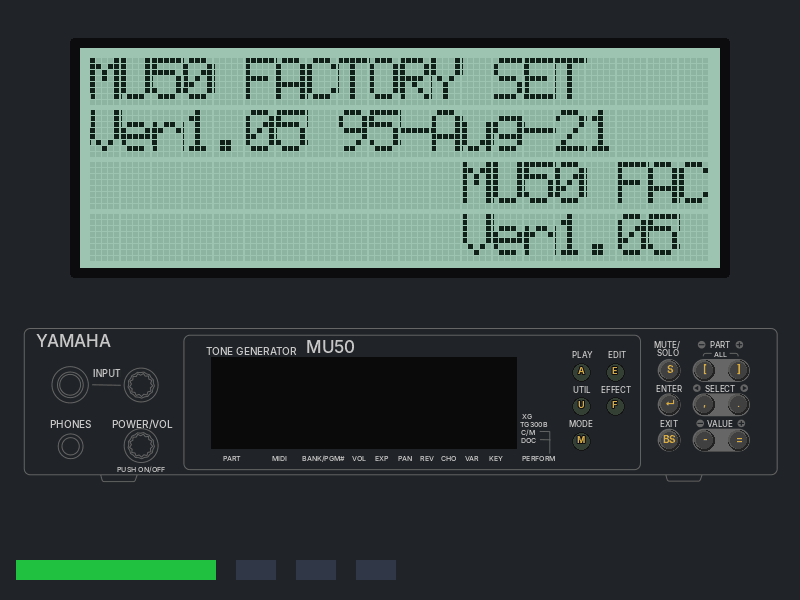 MU50 FACTORY SET
Ver1.05 95-Aug-21
MU50 FAC
Ver1.05
YAMAHA
INPUT
PHONES
POWER/VOL
PUSH ON/OFF
TONE GENERATOR MU50
XG
TG300B
C/M
DOC
PERFORM
PART MIDI BANK/PGM# VOL EXP PAN REV CHO VAR KEY
PLAY EDIT
A E
UTIL EFFECT
U F
MODE
M
MUTE/
SOLO
S
PART
ALL
[ ]
ENTER
↵
SELECT
, .
EXIT
BS
VALUE
- =